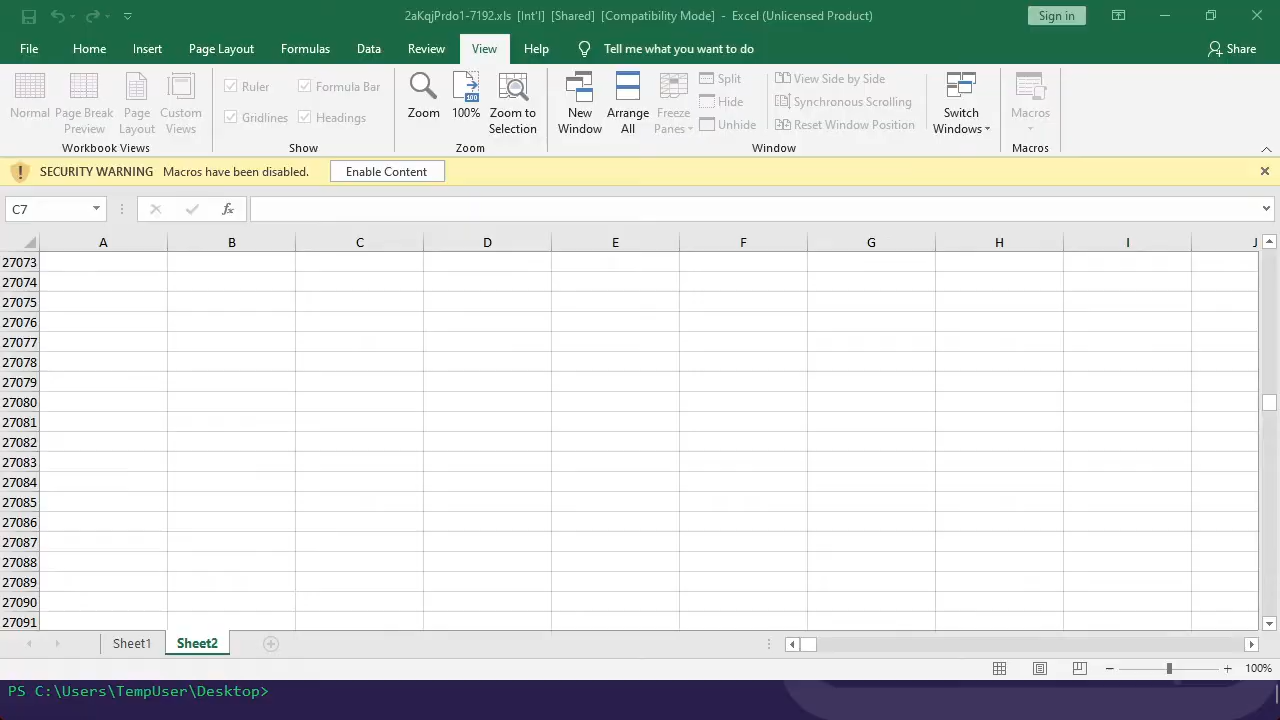 2aKqjPrdo1-7192.xls [Int'l] [Shared] [Compatibility Mode] - Excel (Unlicensed Product)
Sign in
File Home Insert Page Layout Formulas Data Review View Help Tell me what you want to do Share
Normal
Page Break Preview
Page Layout
Custom Views
Workbook Views
Ruler
Formula Bar
Gridlines
Headings
Show
Zoom
100
100%
Zoom to Selection
Zoom
New Window
Arrange All
Freeze Panes
Split
Hide
Unhide
View Side by Side
Synchronous Scrolling
Reset Window Position
Window
Switch Windows
Macros
Macros
SECURITY WARNING Macros have been disabled. Enable Content
C7 fx
A B C D E F G H I J
27073
27074
27075
27076
27077
27078
27079
27080
27081
27082
27083
27084
27085
27086
27087
27088
27089
27090
27091
Sheet1 Sheet2
100%
PS C:\Users\TempUser\Desktop>